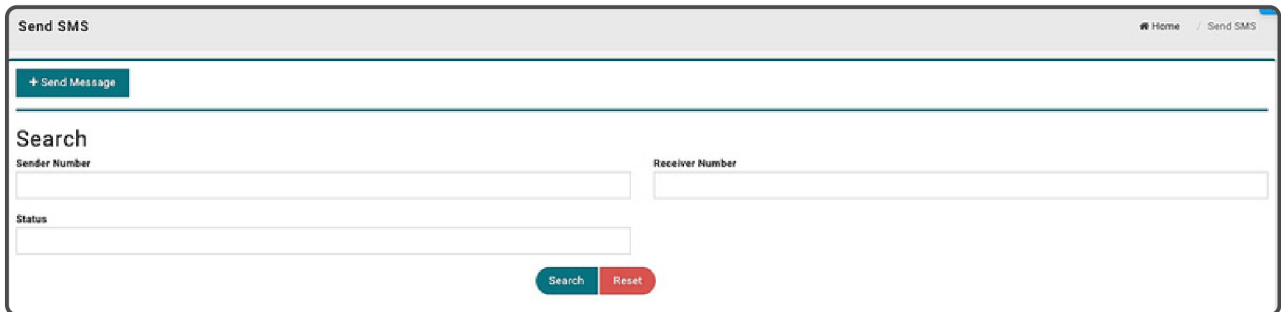 Send SMS
Home / Send SMS
+ Send Message
Search
Sender Number
Receiver Number
Status
Search
Reset